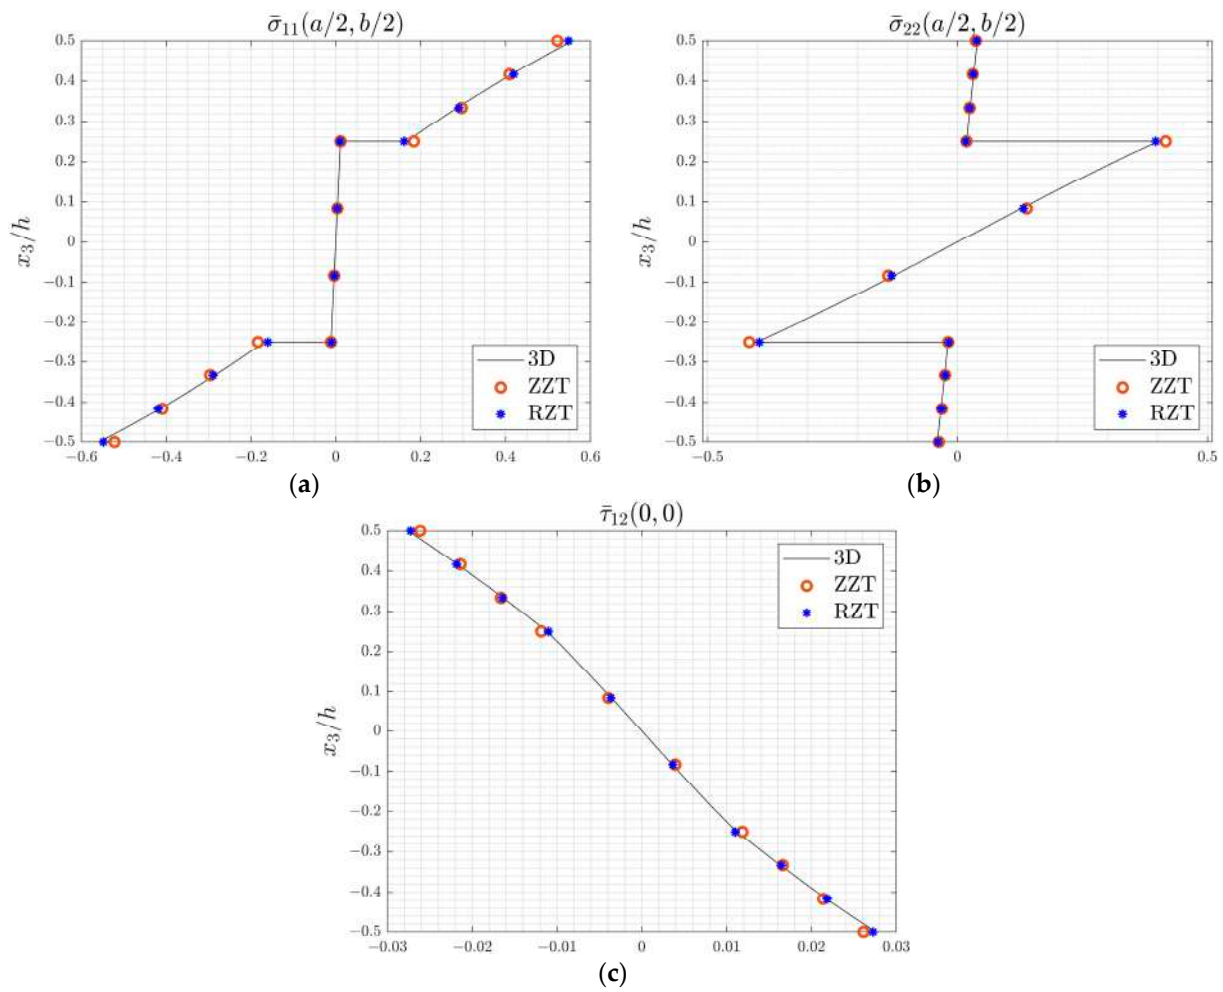 σ̄₁₁(a/2, b/2)
0.5
0.4
0.3
0.2
0.1
0
−0.1
−0.2
−0.3
−0.4
−0.5
x₃/h
−0.6 −0.4 −0.2 0 0.2 0.4 0.6
3D
ZZT
RZT
(a)
σ̄₂₂(a/2, b/2)
0.5
0.4
0.3
0.2
0.1
0
−0.1
−0.2
−0.3
−0.4
−0.5
x₃/h
−0.5 0 0.5
3D
ZZT
RZT
(b)
τ̄₁₂(0, 0)
0.5
0.4
0.3
0.2
0.1
0
−0.1
−0.2
−0.3
−0.4
−0.5
x₃/h
−0.03 −0.02 −0.01 0 0.01 0.02 0.03
3D
ZZT
RZT
(c)